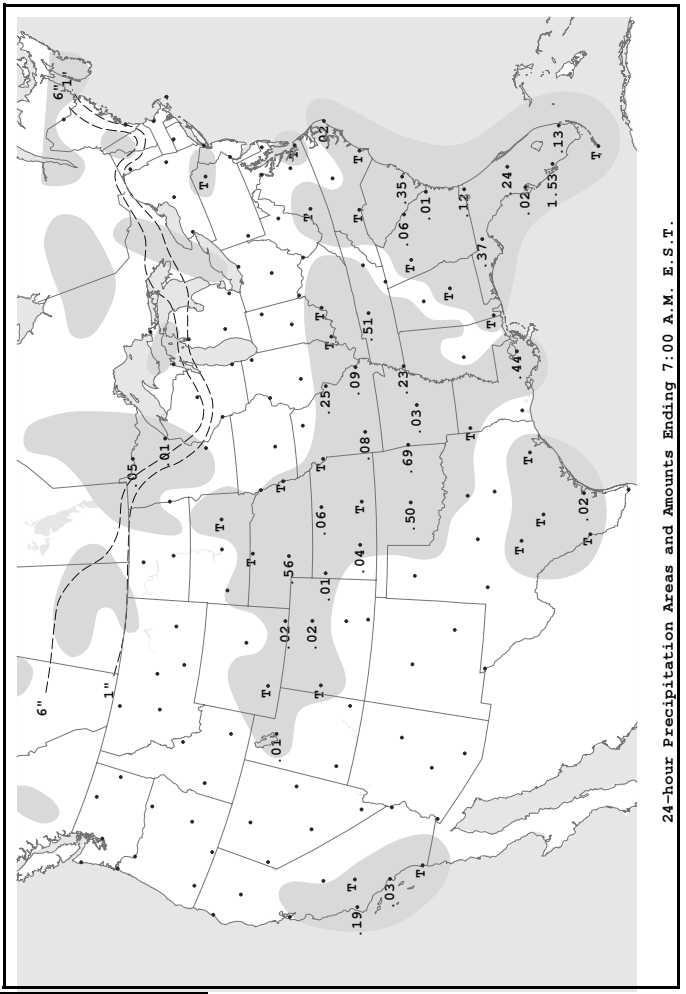 6"
6"
1"
1"
.05
.01
T
T
T
T
.01
T
.02
.56
T
T
.02
T
.06
T
T
.02
.01
.25
T
T
.19
.09
T
T
.04
T
.08
.51
.03
.69
.23
.06
.35
.50
.03
T
T
.01
T
T
.12
.37
T
.44
.24
T
T
.02
T
1.53
.13
T
.02
T
24-hour Precipitation Areas and Amounts Ending 7:00 A.M. E.S.T.